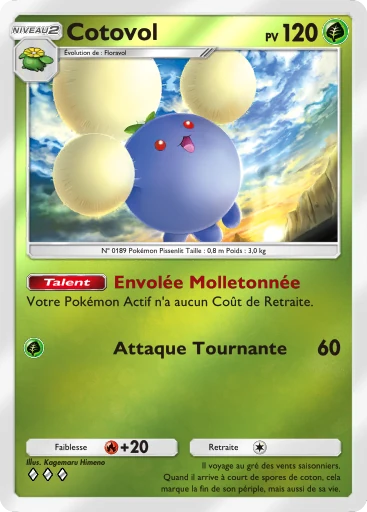 NIVEAU2 Cotovol PV 120
Évolution de : Floravol
N° 0189 Pokémon Pissenlit Taille : 0,8 m Poids : 3,0 kg
Talent Envolée Molletonnée
Votre Pokémon Actif n'a aucun Coût de Retraite.
Attaque Tournante 60
Faiblesse +20 Retraite
Illus. Kagemaru Himeno
Il voyage au gré des vents saisonniers.
Quand il arrive à court de spores de coton, cela
marque la fin de son périple, mais aussi de sa vie.